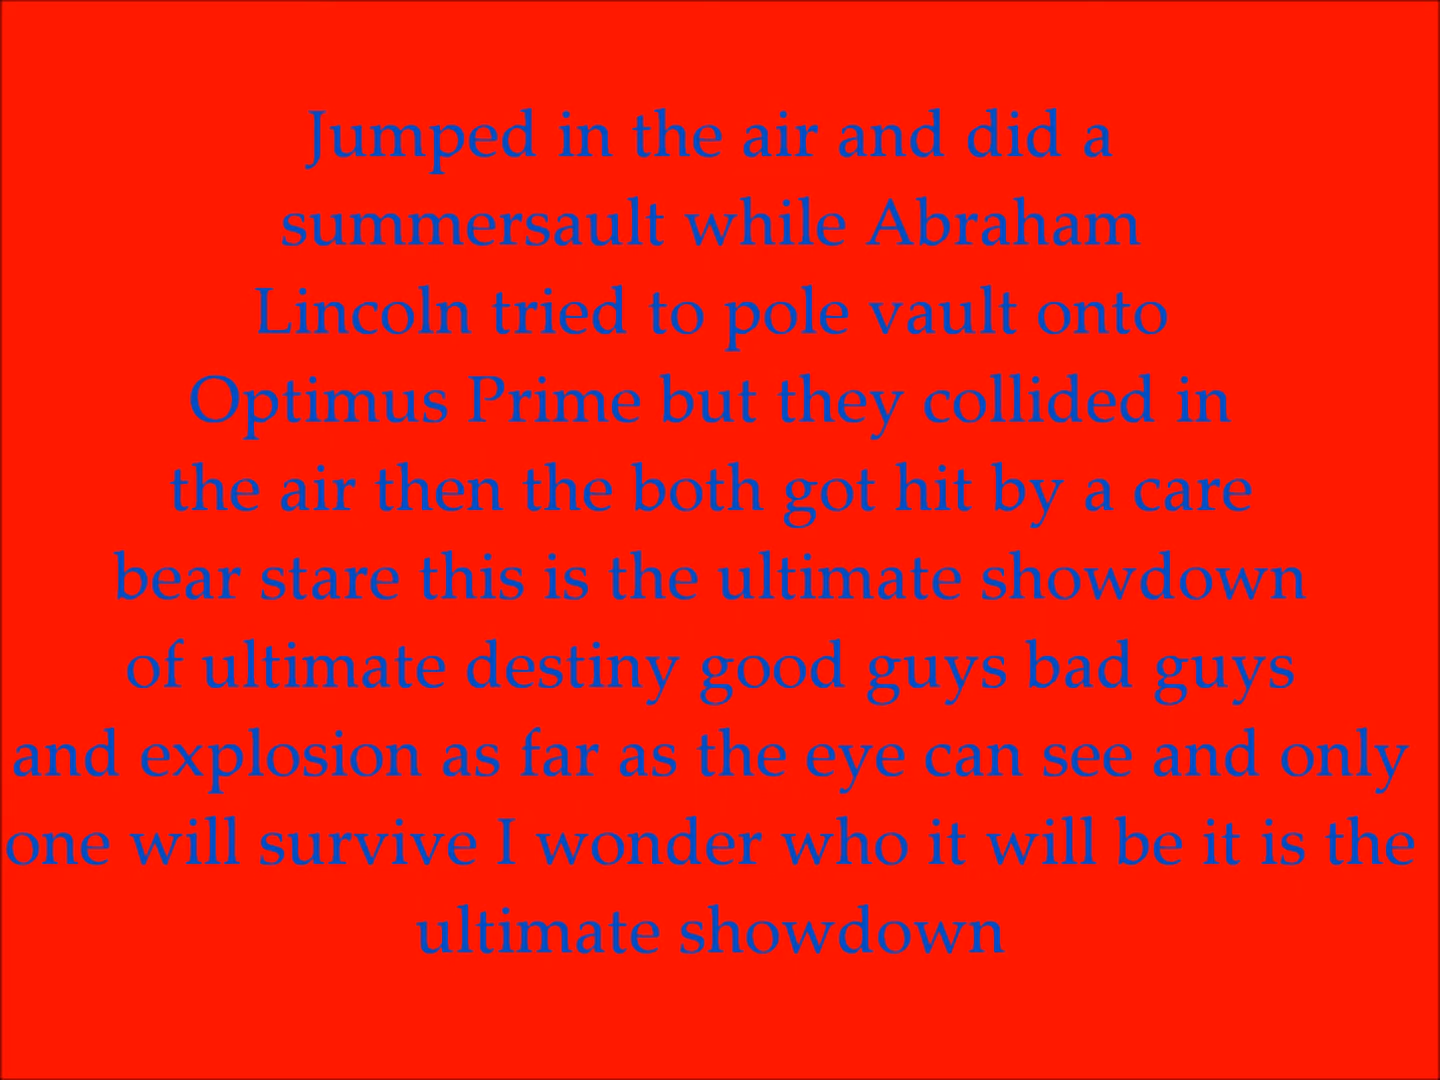 Jumped in the air and did a
summersault while Abraham
Lincoln tried to pole vault onto
Optimus Prime but they collided in
the air then the both got hit by a care
bear stare this is the ultimate showdown
of ultimate destiny good guys bad guys
and explosion as far as the eye can see and only
one will survive I wonder who it will be it is the
ultimate showdown